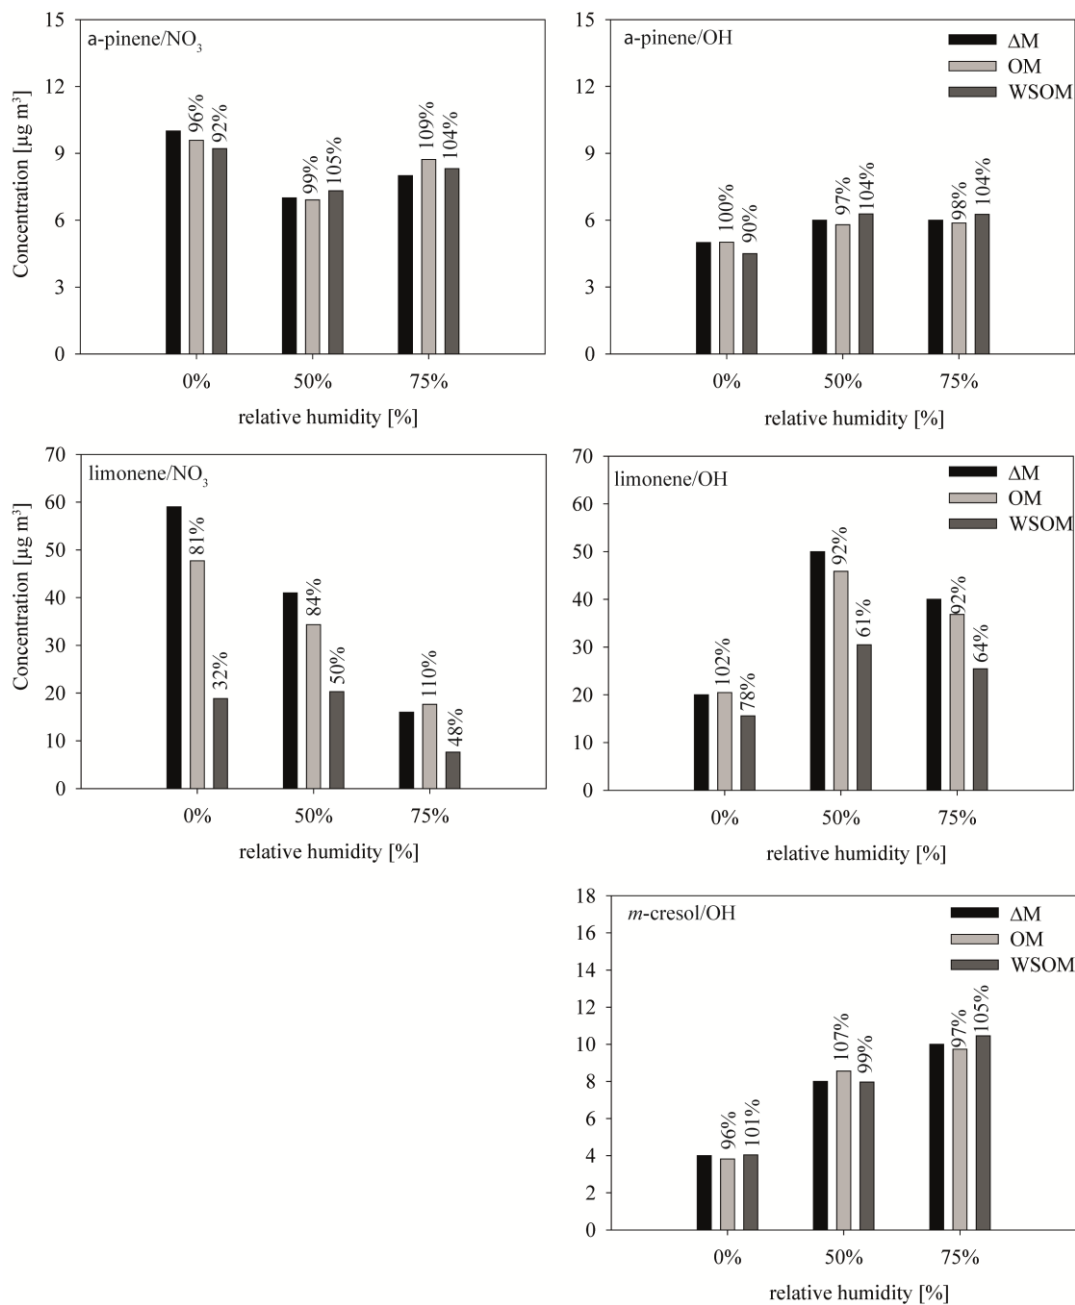 a-pinene/NO3
15
12
9
6
3
0
Concentration [µg m³]
96%
92%
99%
105%
109%
104%
0% 50% 75%
relative humidity [%]
a-pinene/OH
ΔM
OM
WSOM
15
12
9
6
3
0
100%
90%
97%
104%
98%
104%
0% 50% 75%
relative humidity [%]
limonene/NO3
70
60
50
40
30
20
10
0
Concentration [µg m³]
81%
32%
84%
50%
110%
48%
0% 50% 75%
relative humidity [%]
limonene/OH
ΔM
OM
WSOM
70
60
50
40
30
20
10
0
102%
78%
92%
61%
92%
64%
0% 50% 75%
relative humidity [%]
m-cresol/OH
ΔM
OM
WSOM
18
16
14
12
10
8
6
4
2
0
96%
101%
107%
99%
97%
105%
0% 50% 75%
relative humidity [%]